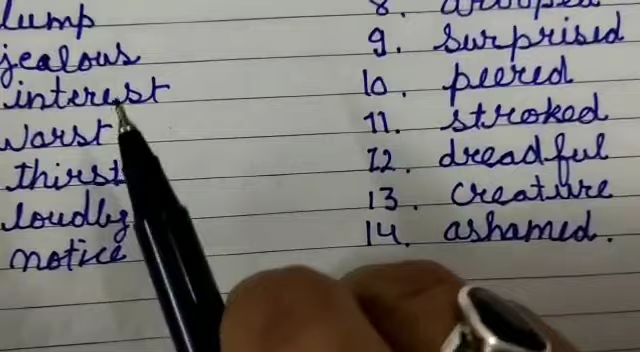 lump
jealous
interest
worst
thirst
loudly
notice
8. drooped
9. surprised
10. peered
11. stroked
12. dreadful
13. creature
14. ashamed.